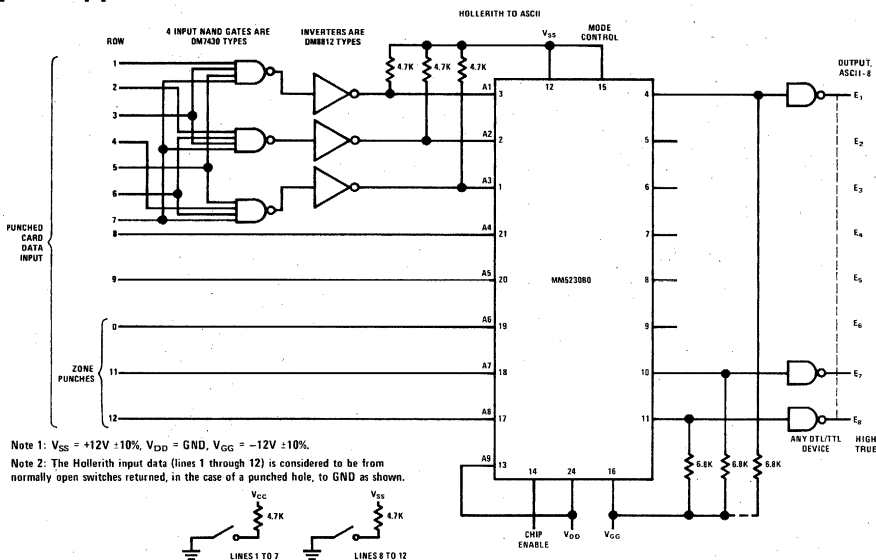 HOLLERITH TO ASCII
4 INPUT NAND GATES ARE
DM7430 TYPES
INVERTERS ARE
DM8812 TYPES
MODE
CONTROL
ROW
VSS
OUTPUT,
ASCII-8
4.7K
4.7K
4.7K
12
15
1
2
3
4
5
6
7
8
9
0
11
12
PUNCHED
CARD
DATA
INPUT
ZONE
PUNCHES
A1
3
A2
2
A3
1
A4
21
A5
20
A6
19
A7
18
A8
17
A9
13
MM5230BO
4
5
6
7
8
9
10
11
14
24
16
CHIP
ENABLE
VDD
VGG
E1
E2
E3
E4
E5
E6
E7
E8
ANY DTL/TTL
DEVICE
HIGH
TRUE
6.8K
6.8K
6.8K
Note 1: VSS = +12V ±10%, VDD = GND, VGG = −12V ±10%.
Note 2: The Hollerith input data (lines 1 through 12) is considered to be from
normally open switches returned, in the case of a punched hole, to GND as shown.
VCC
4.7K
LINES 1 TO 7
VSS
4.7K
LINES 8 TO 12